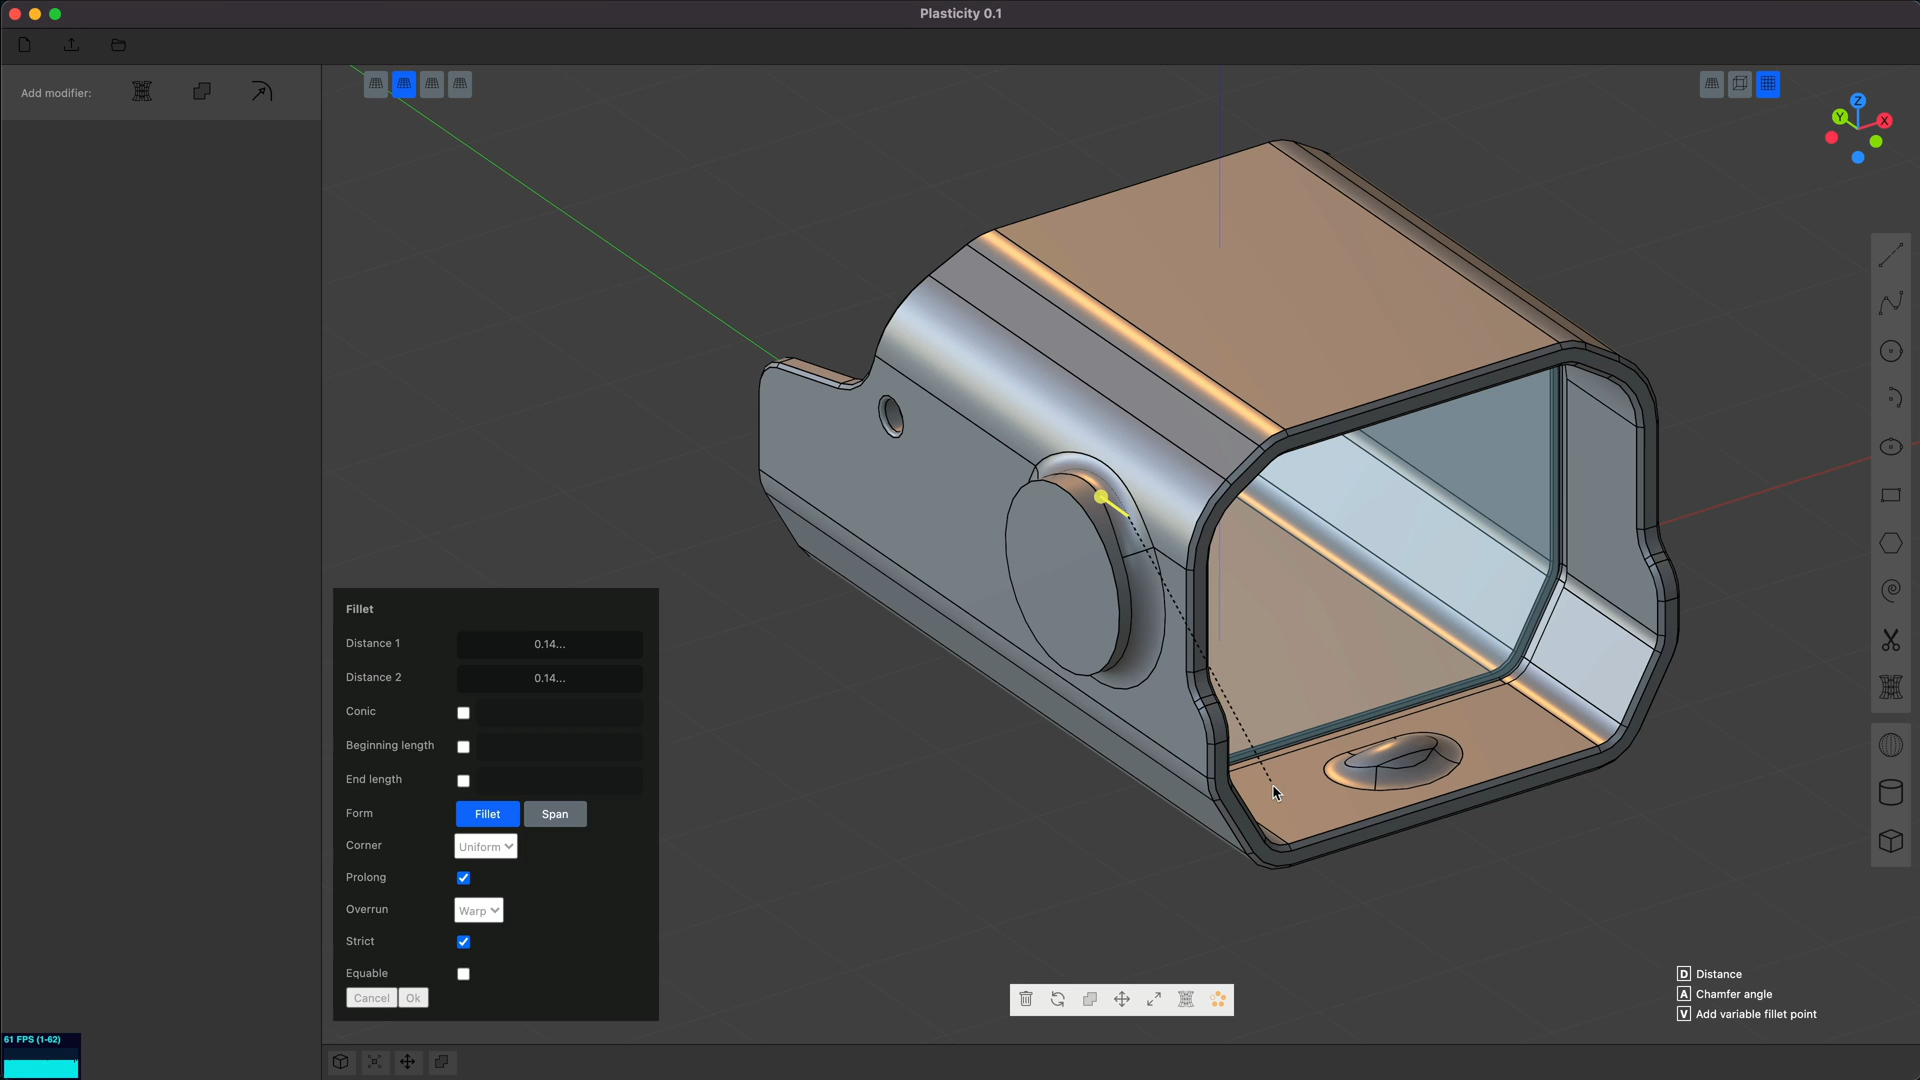 Plasticity 0.1
Add modifier:
Z
Y
X
Fillet
Distance 1
0.14...
Distance 2
0.14...
Conic
Beginning length
End length
Form
Fillet
Span
Corner
Uniform
Prolong
Overrun
Warp
Strict
Equable
Cancel
Ok
D Distance
A Chamfer angle
V Add variable fillet point
61 FPS (1-62)